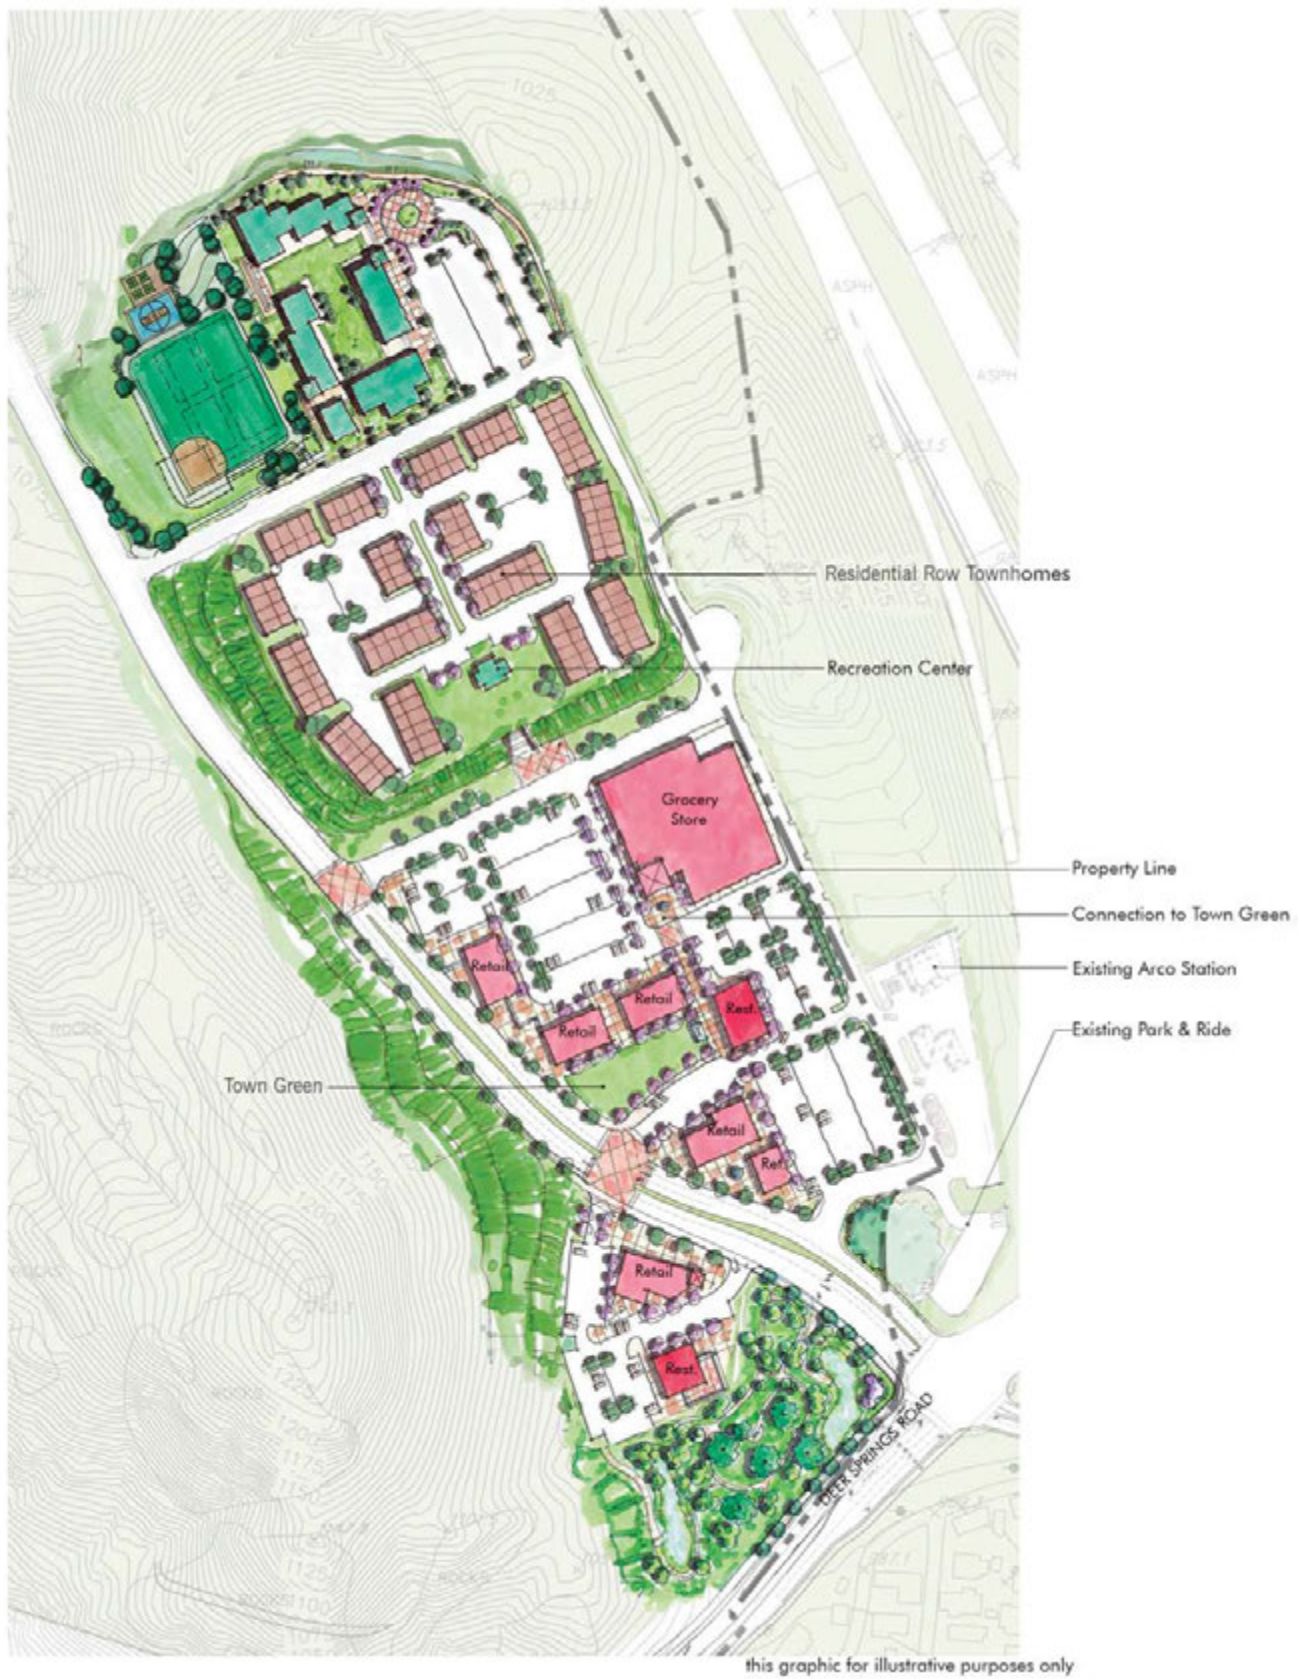 1025
ASPH
ASPH
Residential Row Townhomes
Recreation Center
Grocery
Store
Property Line
Connection to Town Green
Retail
Existing Arco Station
Retail
Rest.
Retail
Existing Park & Ride
Town Green
Retail
Ret.
Retail
Rest.
DEER SPRINGS ROAD
this graphic for illustrative purposes only